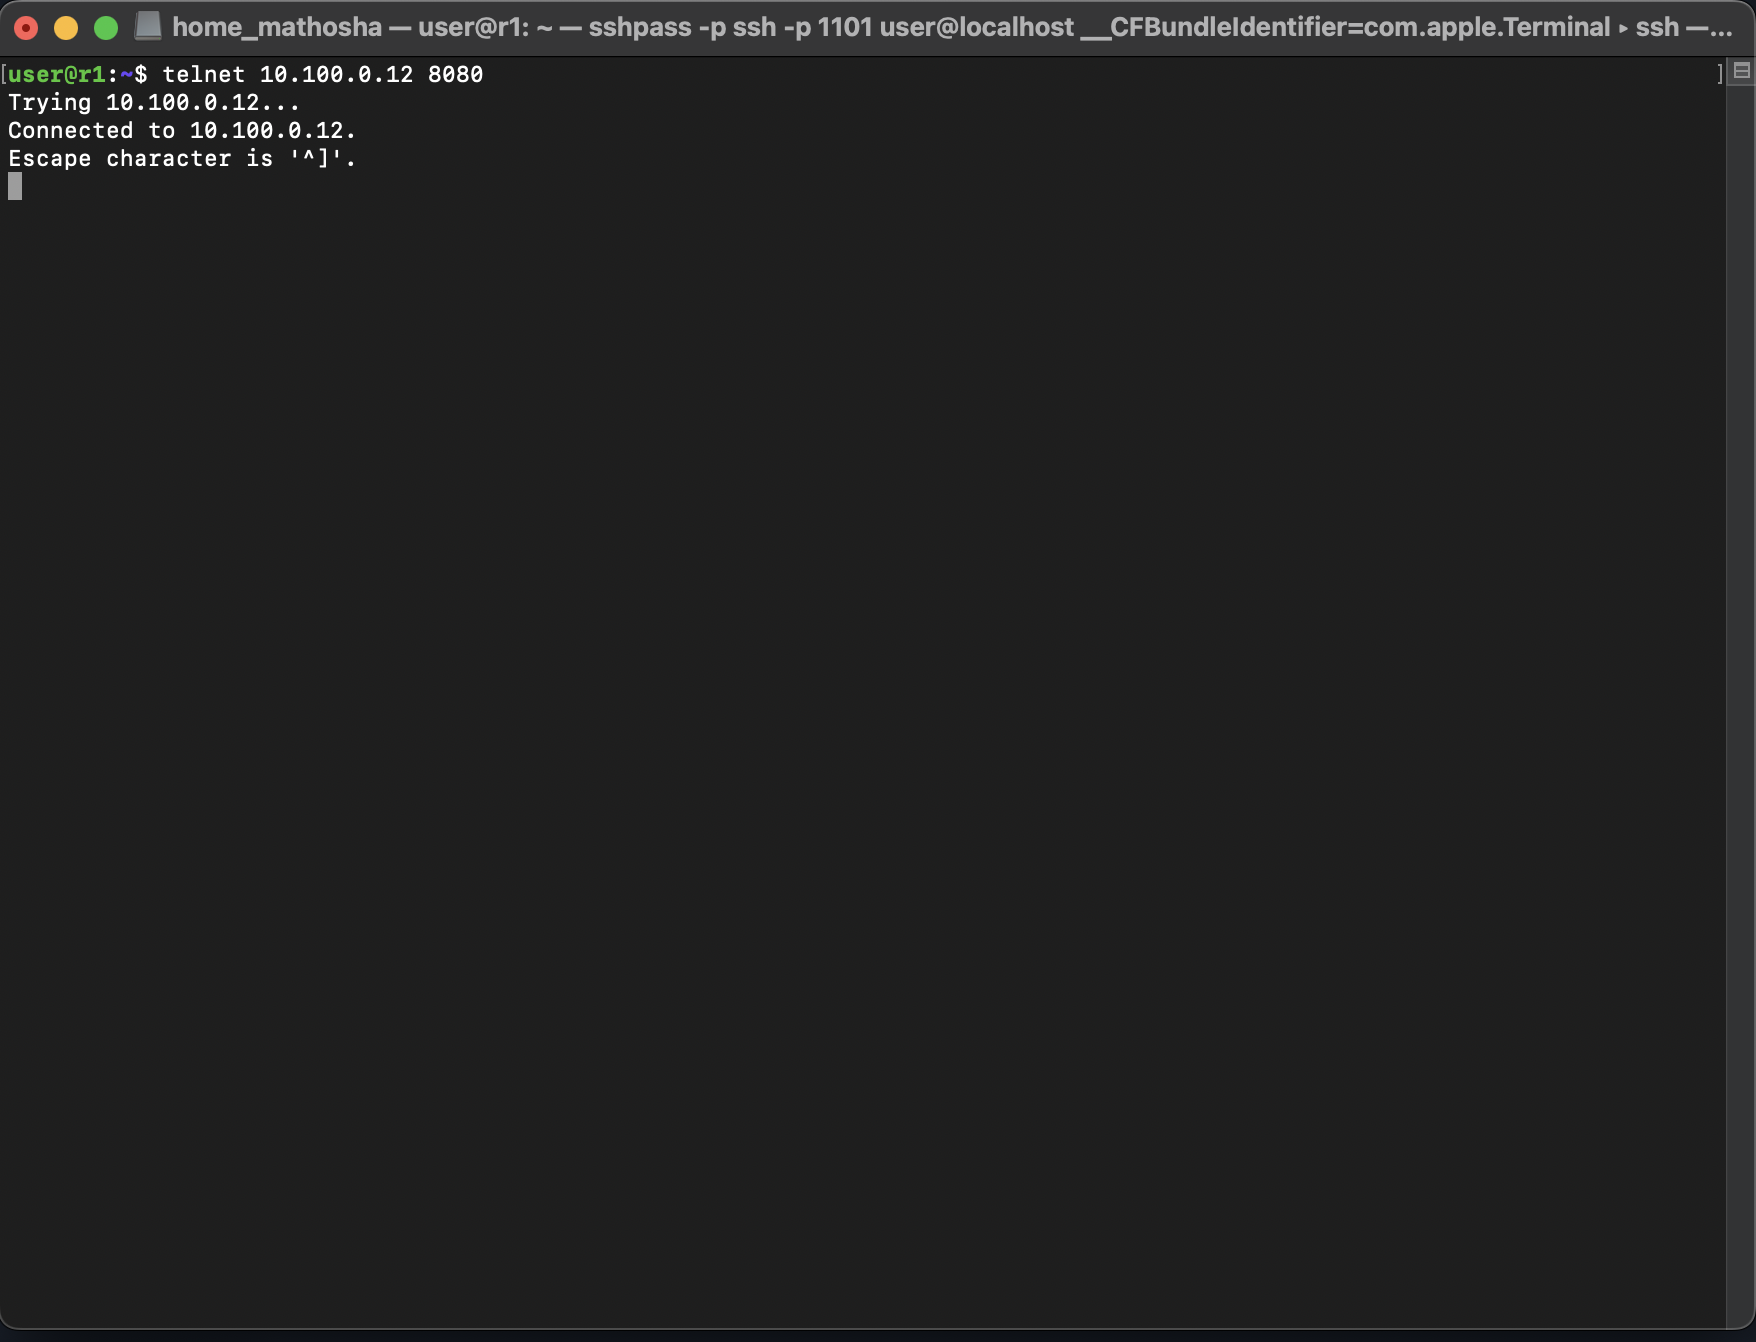 home_mathosha — user@r1: ~ — sshpass -p ssh -p 1101 user@localhost __CFBundleIdentifier=com.apple.Terminal ▸ ssh —...
[user@r1:~$ telnet 10.100.0.12 8080 ]
Trying 10.100.0.12...
Connected to 10.100.0.12.
Escape character is '^]'.